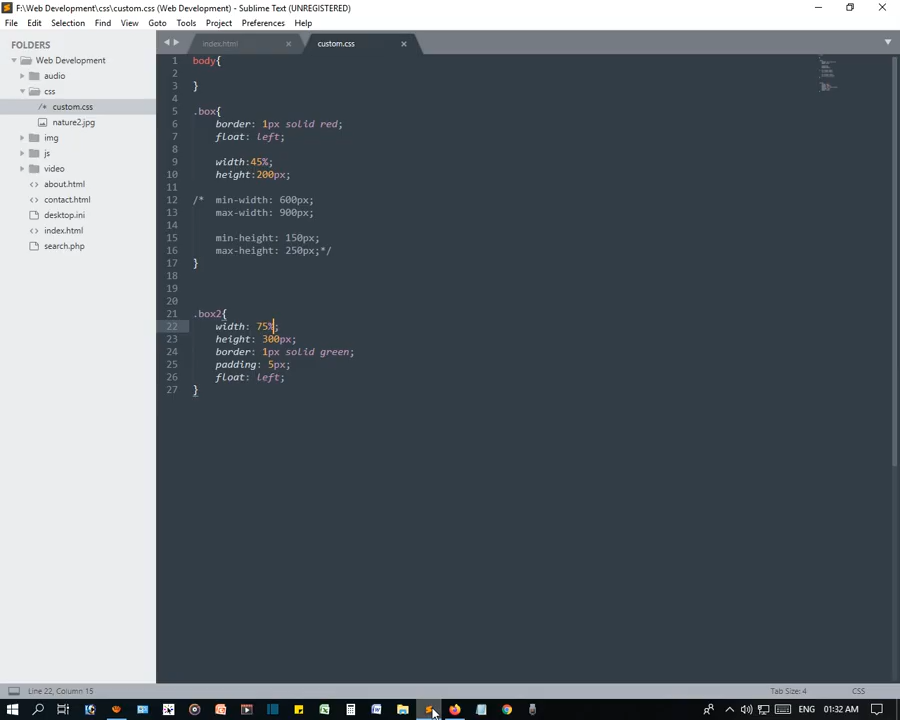 F:\Web Development\css\custom.css (Web Development) - Sublime Text (UNREGISTERED)
File Edit Selection Find View Goto Tools Project Preferences Help
FOLDERS
Web Development
audio
css
custom.css
nature2.jpg
img
js
video
about.html
contact.html
desktop.ini
index.html
search.php
index.html
custom.css
1 body{
2
3 }
4
5 .box{
6 border: 1px solid red;
7 float: left;
8
9 width:45%;
10 height:200px;
11
12 /* min-width: 600px;
13 max-width: 900px;
14
15 min-height: 150px;
16 max-height: 250px;*/
17 }
18
19
20
21 .box2{
22 width: 75%;
23 height: 300px;
24 border: 1px solid green;
25 padding: 5px;
26 float: left;
27 }
Line 22, Column 15 Tab Size: 4 CSS
ENG 01:32 AM